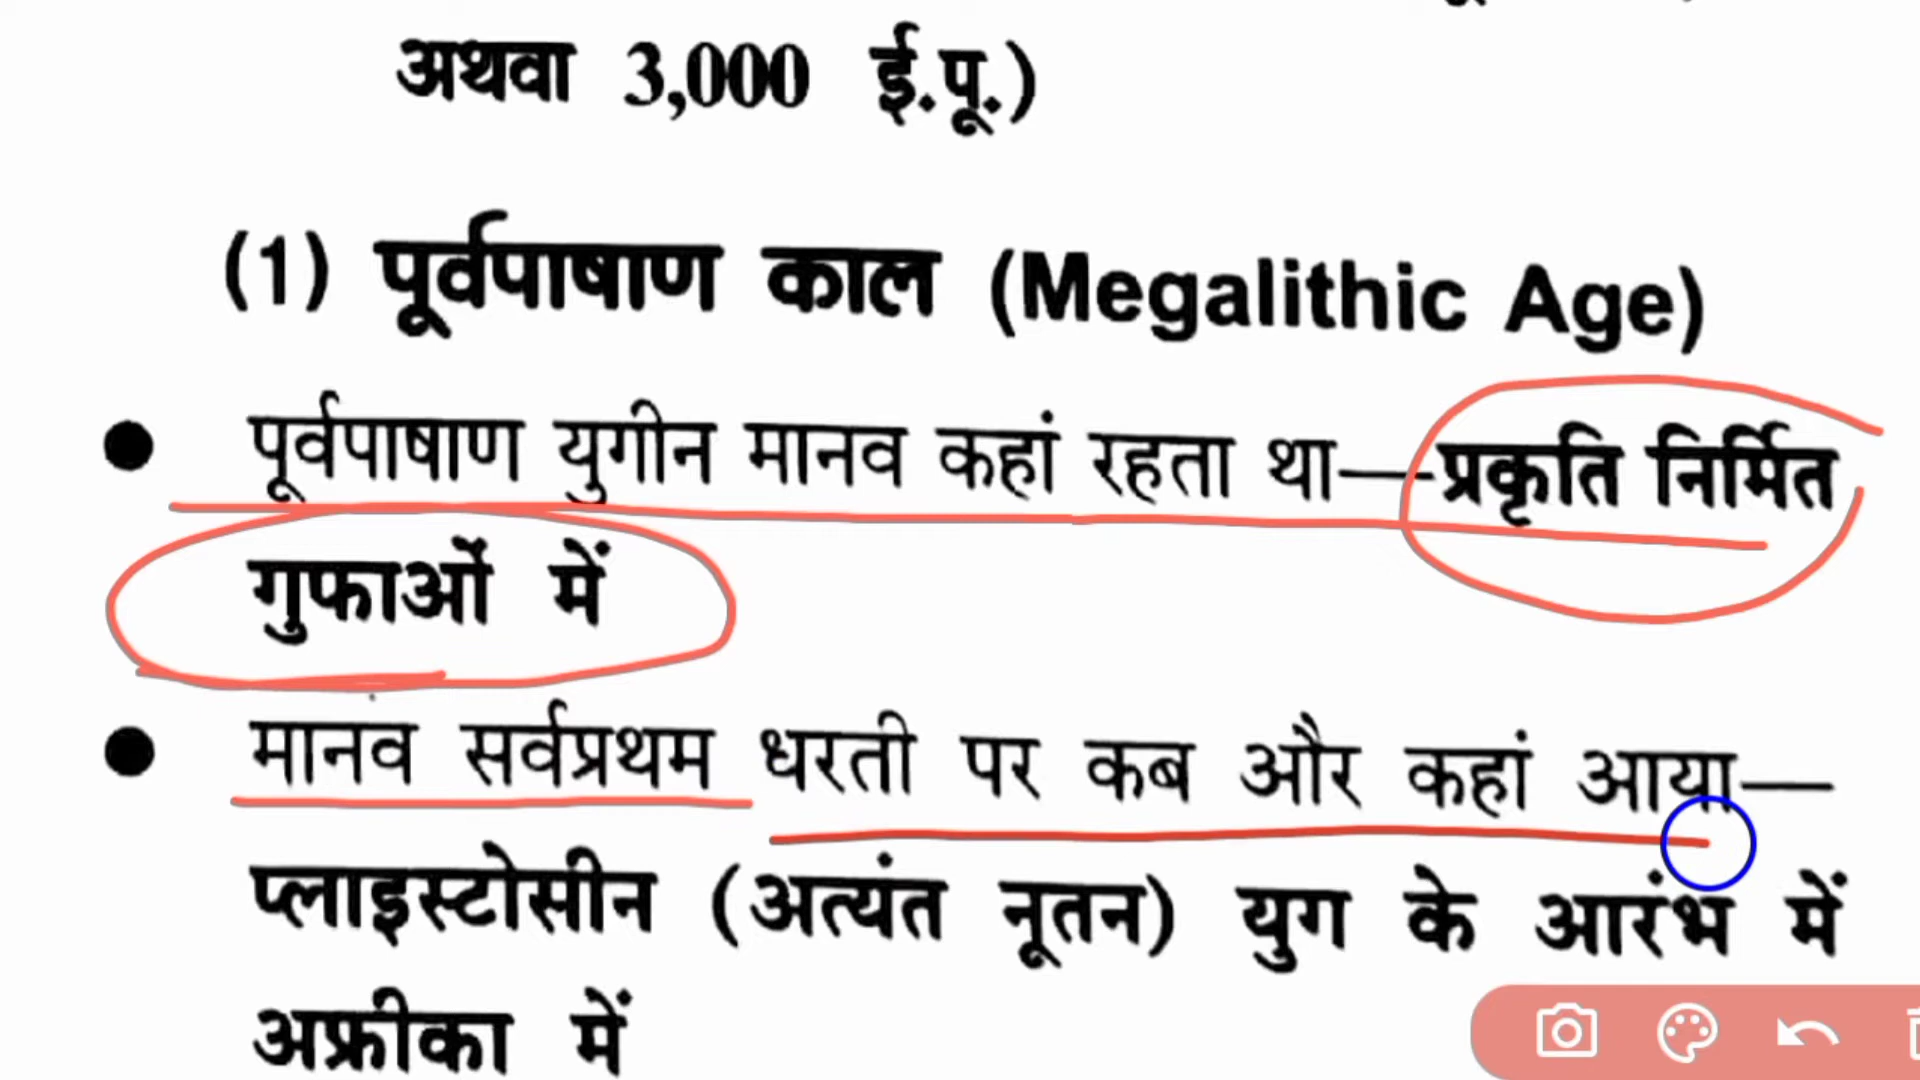 अथवा 3,000 ई.पू.)
(1) पूर्वपाषाण काल (Megalithic Age)
● पूर्वपाषाण युगीन मानव कहां रहता था—प्रकृति निर्मित
गुफाओं में
● मानव सर्वप्रथम धरती पर कब और कहां आया—
प्लाइस्टोसीन (अत्यंत नूतन) युग के आरंभ में
अफ्रीका में